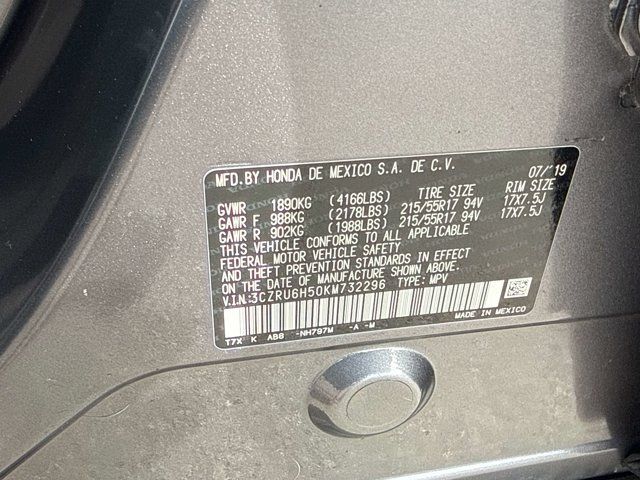 MFD.BY HONDA DE MEXICO S.A. DE C.V. 07/'19
GVWR 1890KG (4166LBS) TIRE SIZE RIM SIZE
GAWR F 988KG (2178LBS) 215/55R17 94V 17X7.5J
GAWR R 902KG (1988LBS) 215/55R17 94V 17X7.5J
THIS VEHICLE CONFORMS TO ALL APPLICABLE
FEDERAL MOTOR VEHICLE SAFETY
AND THEFT PREVENTION STANDARDS IN EFFECT
ON DATE OF MANUFACTURE SHOWN ABOVE.
V.I.N.:3CZRU6H50KM732296 TYPE: MPV
T7X K ABB -NH797M -A -M MADE IN MEXICO